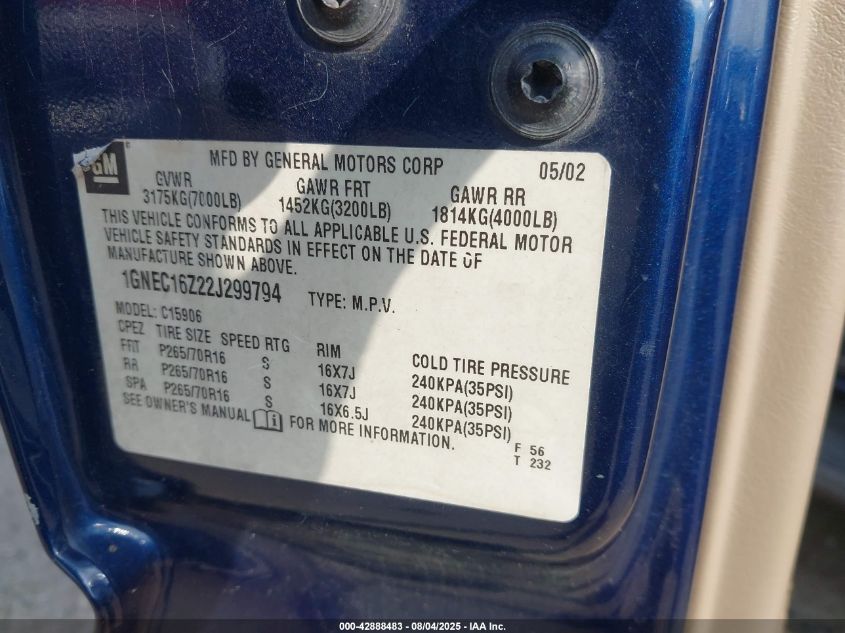 GM
MFD BY GENERAL MOTORS CORP 05/02
GVWR GAWR FRT GAWR RR
3175KG(7000LB) 1452KG(3200LB) 1814KG(4000LB)
THIS VEHICLE CONFORMS TO ALL APPLICABLE U.S. FEDERAL MOTOR
VEHICLE SAFETY STANDARDS IN EFFECT ON THE DATE OF
MANUFACTURE SHOWN ABOVE.
1GNEC16Z22J299794 TYPE: M.P.V.
MODEL: C15906
CPEZ TIRE SIZE SPEED RTG RIM COLD TIRE PRESSURE
FRT P265/70R16 S 16X7J 240KPA(35PSI)
RR P265/70R16 S 16X7J 240KPA(35PSI)
SPA P265/70R16 S 16X6.5J 240KPA(35PSI)
SEE OWNER'S MANUAL FOR MORE INFORMATION.
F 56
T 232
000-42888483 - 08/04/2025 - IAA Inc.